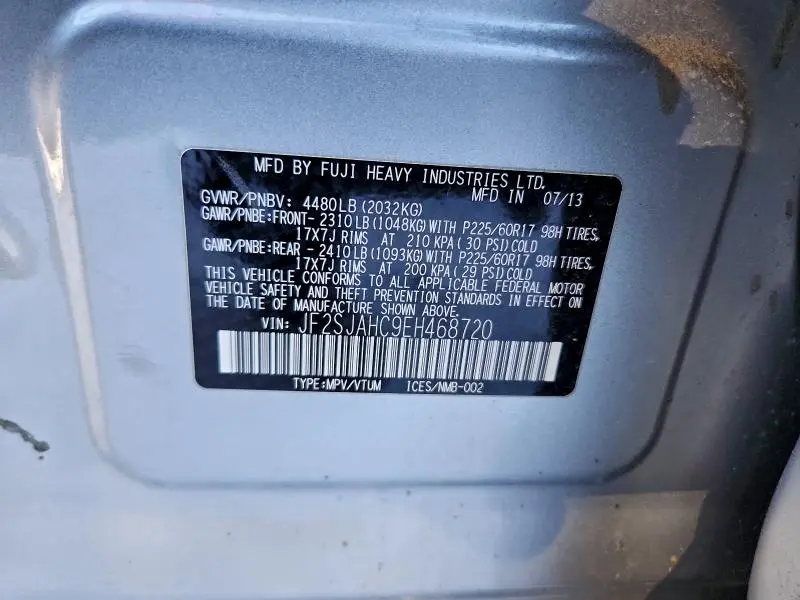 MFD BY FUJI HEAVY INDUSTRIES LTD.
MFD IN 07/13
GVWR/PNBV: 4480LB (2032KG)
GAWR/PNBE:FRONT- 2310LB (1048KG) WITH P225/60R17 98H TIRES,
17X7J RIMS AT 210 KPA ( 30 PSI) COLD
GAWR/PNBE:REAR - 2410LB (1093KG) WITH P225/60R17 98H TIRES,
17X7J RIMS AT 200 KPA ( 29 PSI) COLD
THIS VEHICLE CONFORMS TO ALL APPLICABLE FEDERAL MOTOR
VEHICLE SAFETY AND THEFT PREVENTION STANDARDS IN EFFECT ON
THE DATE OF MANUFACTURE SHOWN ABOVE.
VIN: JF2SJAHC9EH468720
TYPE:MPV/VTUM ICES/NMB-002